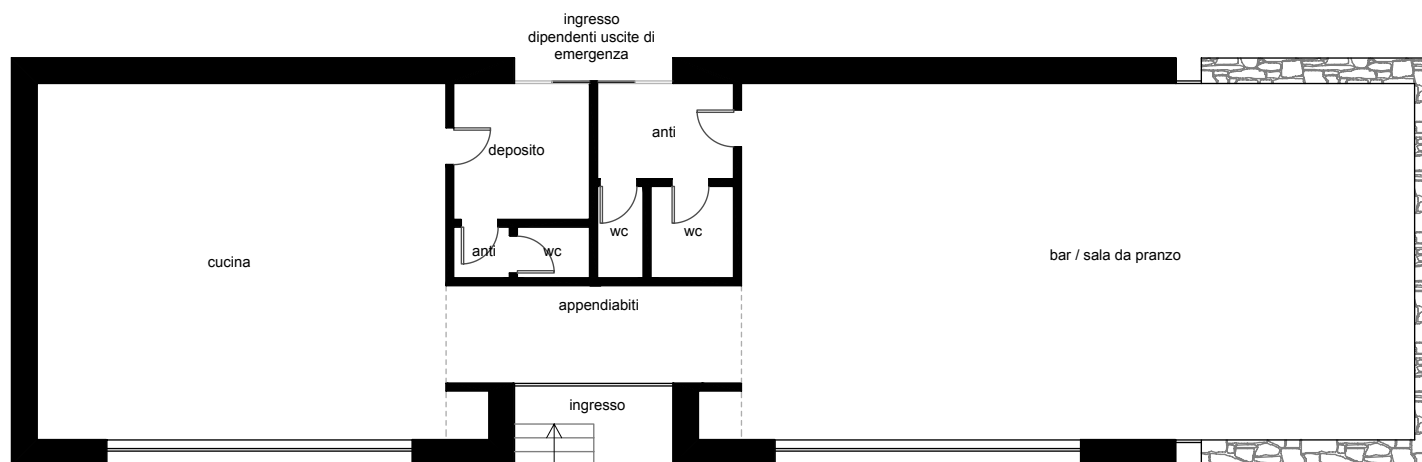 ingresso
dipendenti uscite di
emergenza
anti
deposito
wc
wc
anti
wc
cucina
bar / sala da pranzo
appendiabiti
ingresso